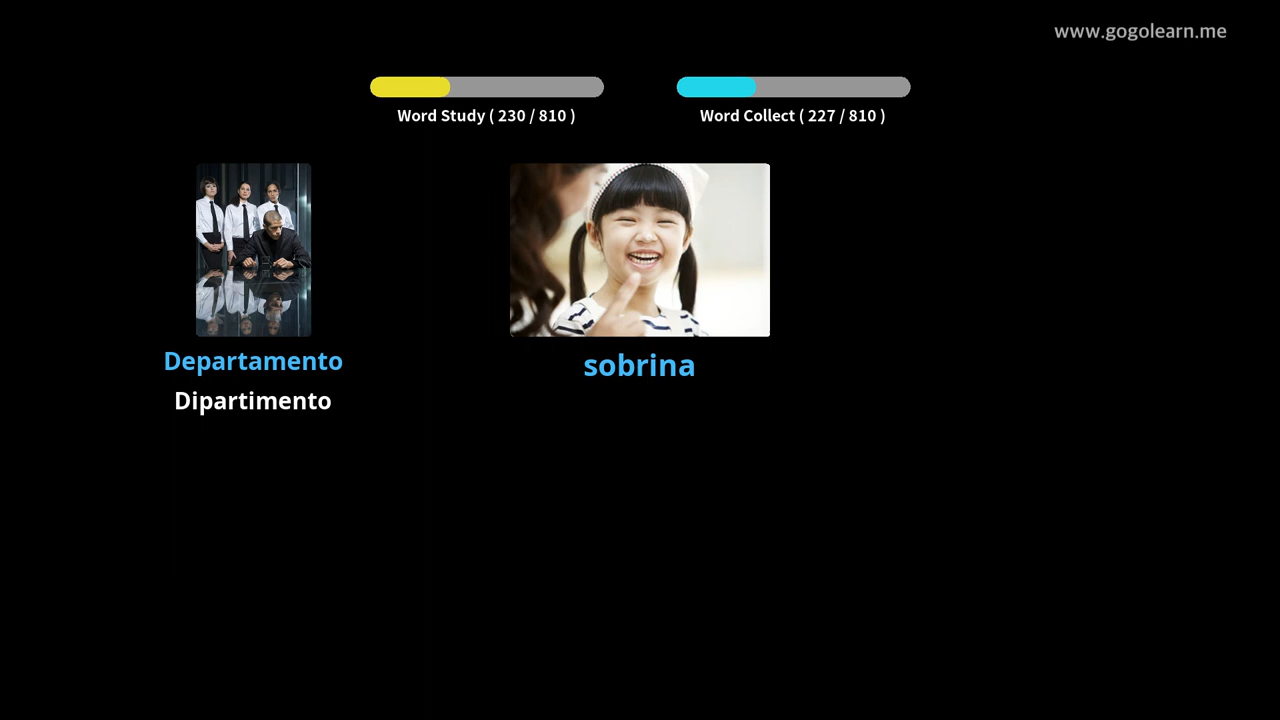 www.gogolearn.me
Word Study ( 230 / 810 )
Word Collect ( 227 / 810 )
Departamento
Dipartimento
sobrina